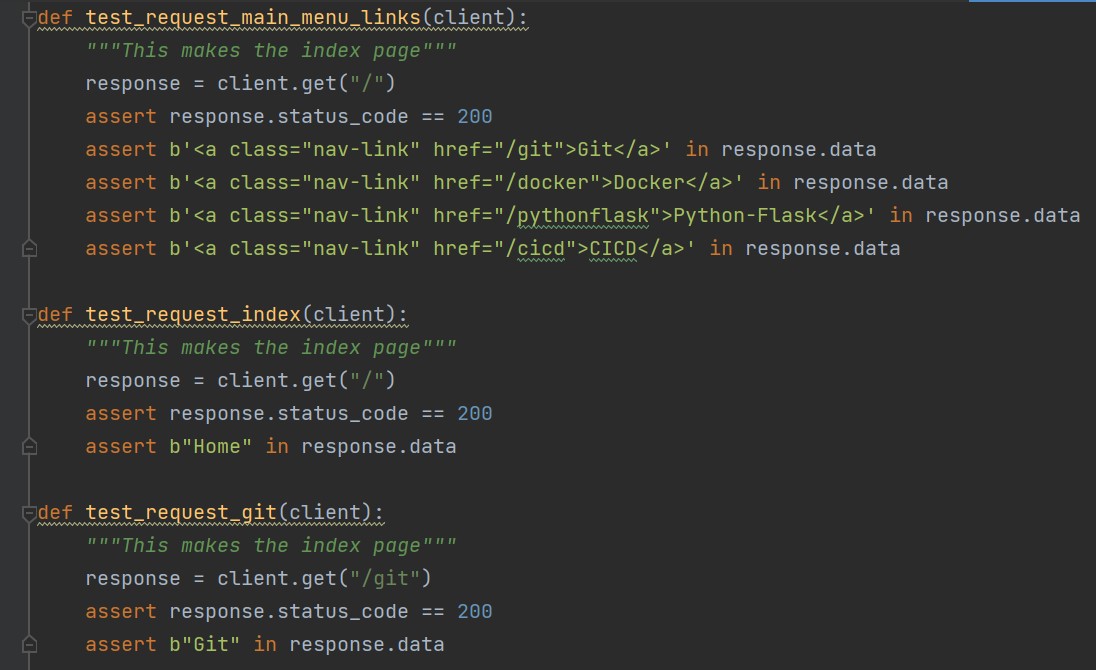 def test_request_main_menu_links(client):
    """This makes the index page"""
    response = client.get("/")
    assert response.status_code == 200
    assert b'<a class="nav-link" href="/git">Git</a>' in response.data
    assert b'<a class="nav-link" href="/docker">Docker</a>' in response.data
    assert b'<a class="nav-link" href="/pythonflask">Python-Flask</a>' in response.data
    assert b'<a class="nav-link" href="/cicd">CICD</a>' in response.data

def test_request_index(client):
    """This makes the index page"""
    response = client.get("/")
    assert response.status_code == 200
    assert b"Home" in response.data

def test_request_git(client):
    """This makes the index page"""
    response = client.get("/git")
    assert response.status_code == 200
    assert b"Git" in response.data